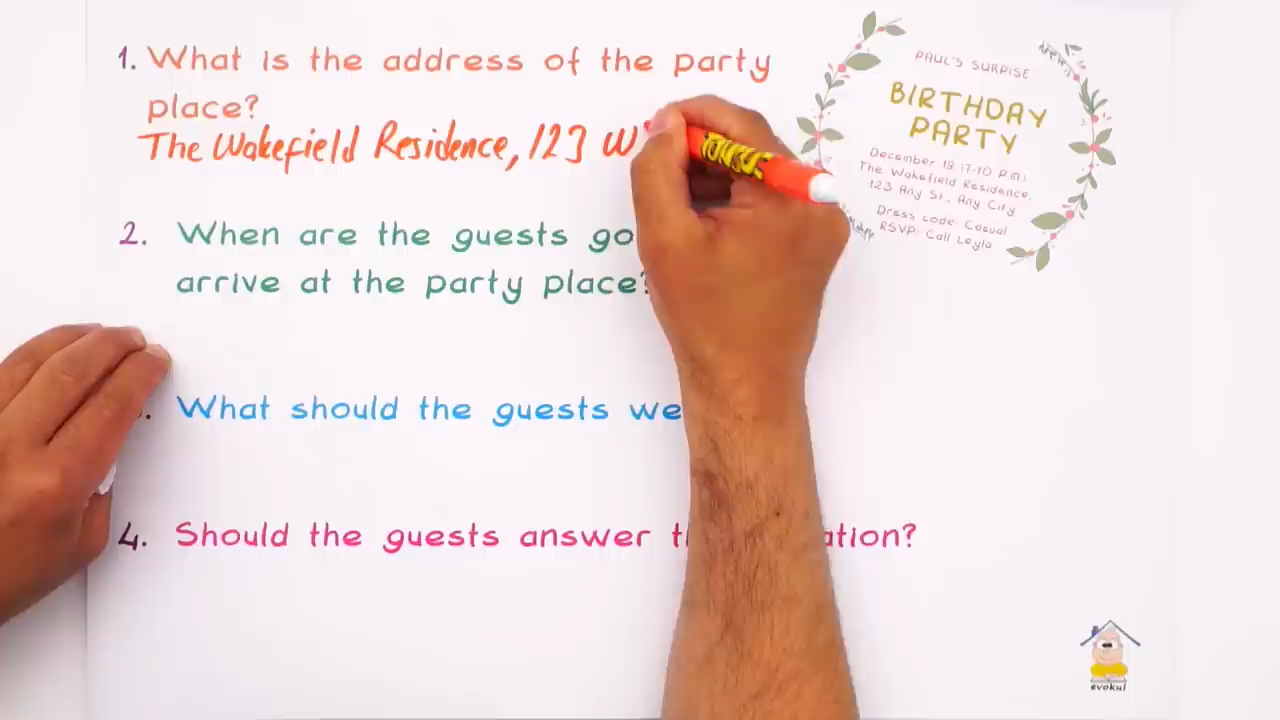 1. What is the address of the party
place?
The Wakefield Residence, 123 W
2. When are the guests go
arrive at the party place?
What should the guests we
4. Should the guests answer th ation?
PAUL'S SURPISE
BIRTHDAY
PARTY
December 19 (7-10 P.M)
The Wakefield Residence,
123 Any St., Any City
Dress code: Casual
RSVP: Call Leyla
evokul